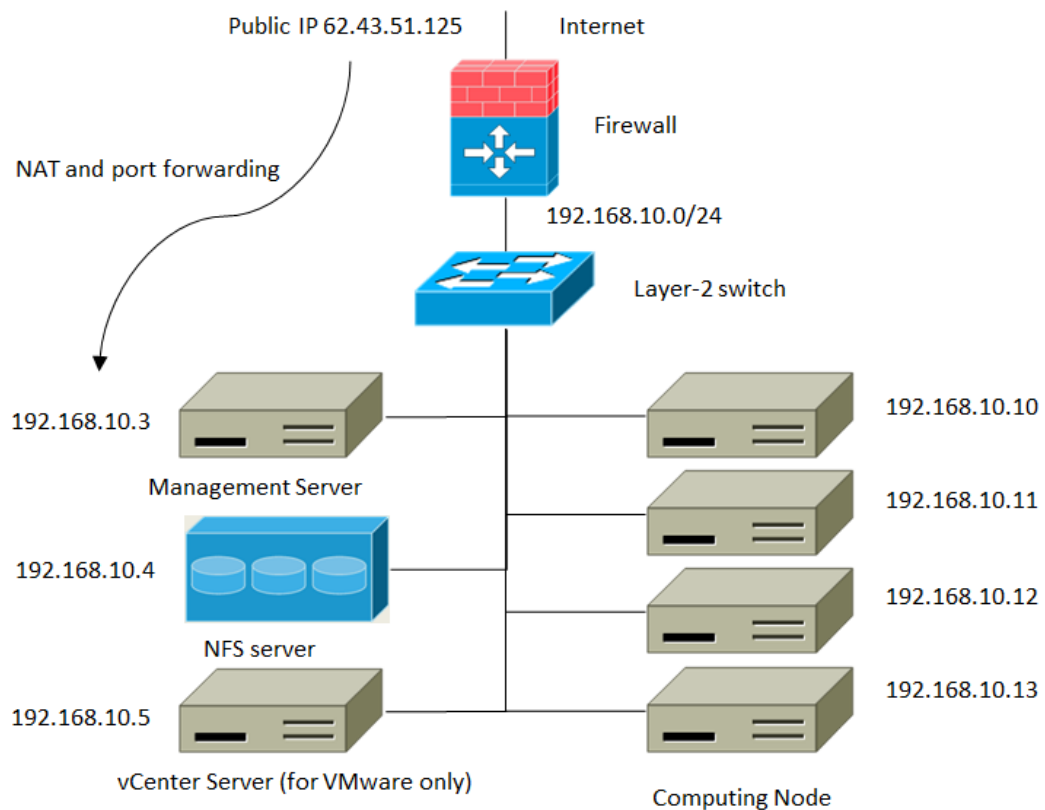 Public IP 62.43.51.125
Internet
Firewall
NAT and port forwarding
192.168.10.0/24
Layer-2 switch
192.168.10.3
Management Server
192.168.10.10
192.168.10.11
192.168.10.4
NFS server
192.168.10.12
192.168.10.5
vCenter Server (for VMware only)
192.168.10.13
Computing Node